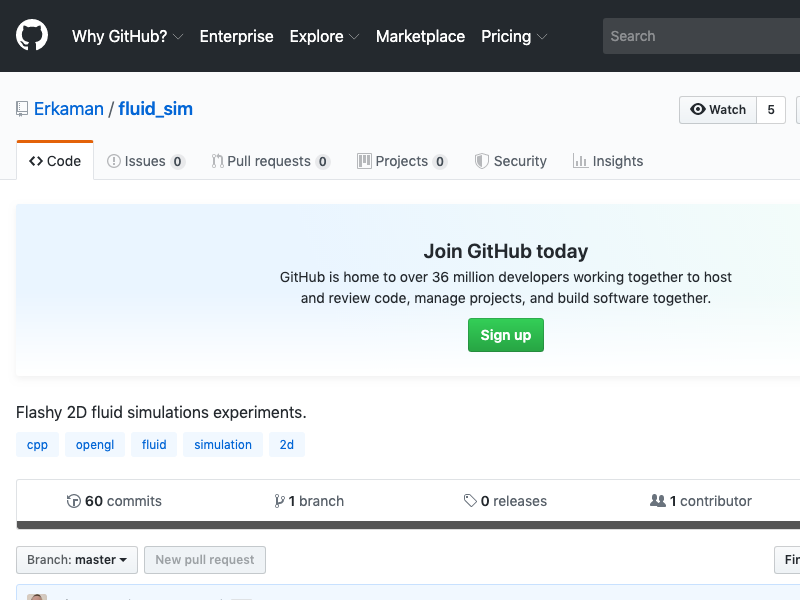 Why GitHub? Enterprise Explore Marketplace Pricing Search
Erkaman / fluid_sim Watch 5
Code Issues 0 Pull requests 0 Projects 0 Security Insights
Join GitHub today
GitHub is home to over 36 million developers working together to host
and review code, manage projects, and build software together.
Sign up
Flashy 2D fluid simulations experiments.
cpp opengl fluid simulation 2d
60 commits 1 branch 0 releases 1 contributor
Branch: master New pull request